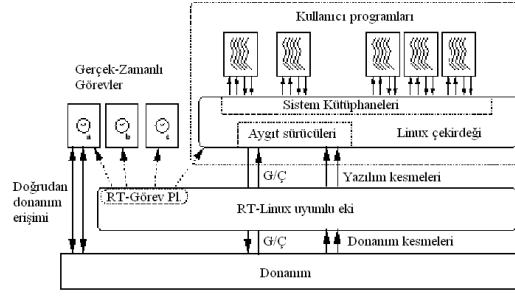 Kullanıcı programları
Gerçek-Zamanlı
Görevler
Sistem Kütüphaneleri
a
b
c
Aygıt sürücüleri
Linux çekirdeği
Doğrudan
donanım
erişimi
G/Ç
Yazılım kesmeleri
RT-Görev Pl.
RT-Linux uyumlu eki
G/Ç
Donanım kesmeleri
Donanım